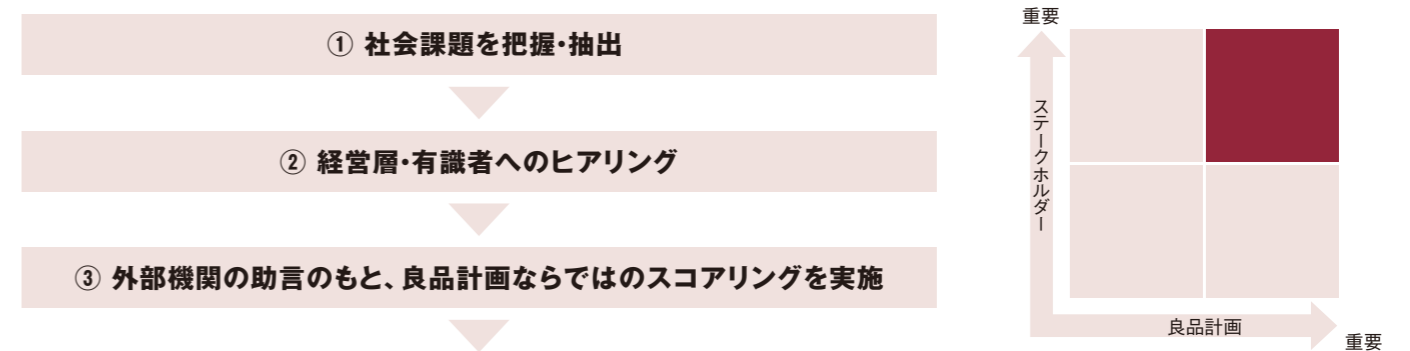 ① 社会課題を把握・抽出
② 経営層・有識者へのヒアリング
③ 外部機関の助言のもと、良品計画ならではのスコアリングを実施
重要
ステークホルダー
良品計画
重要